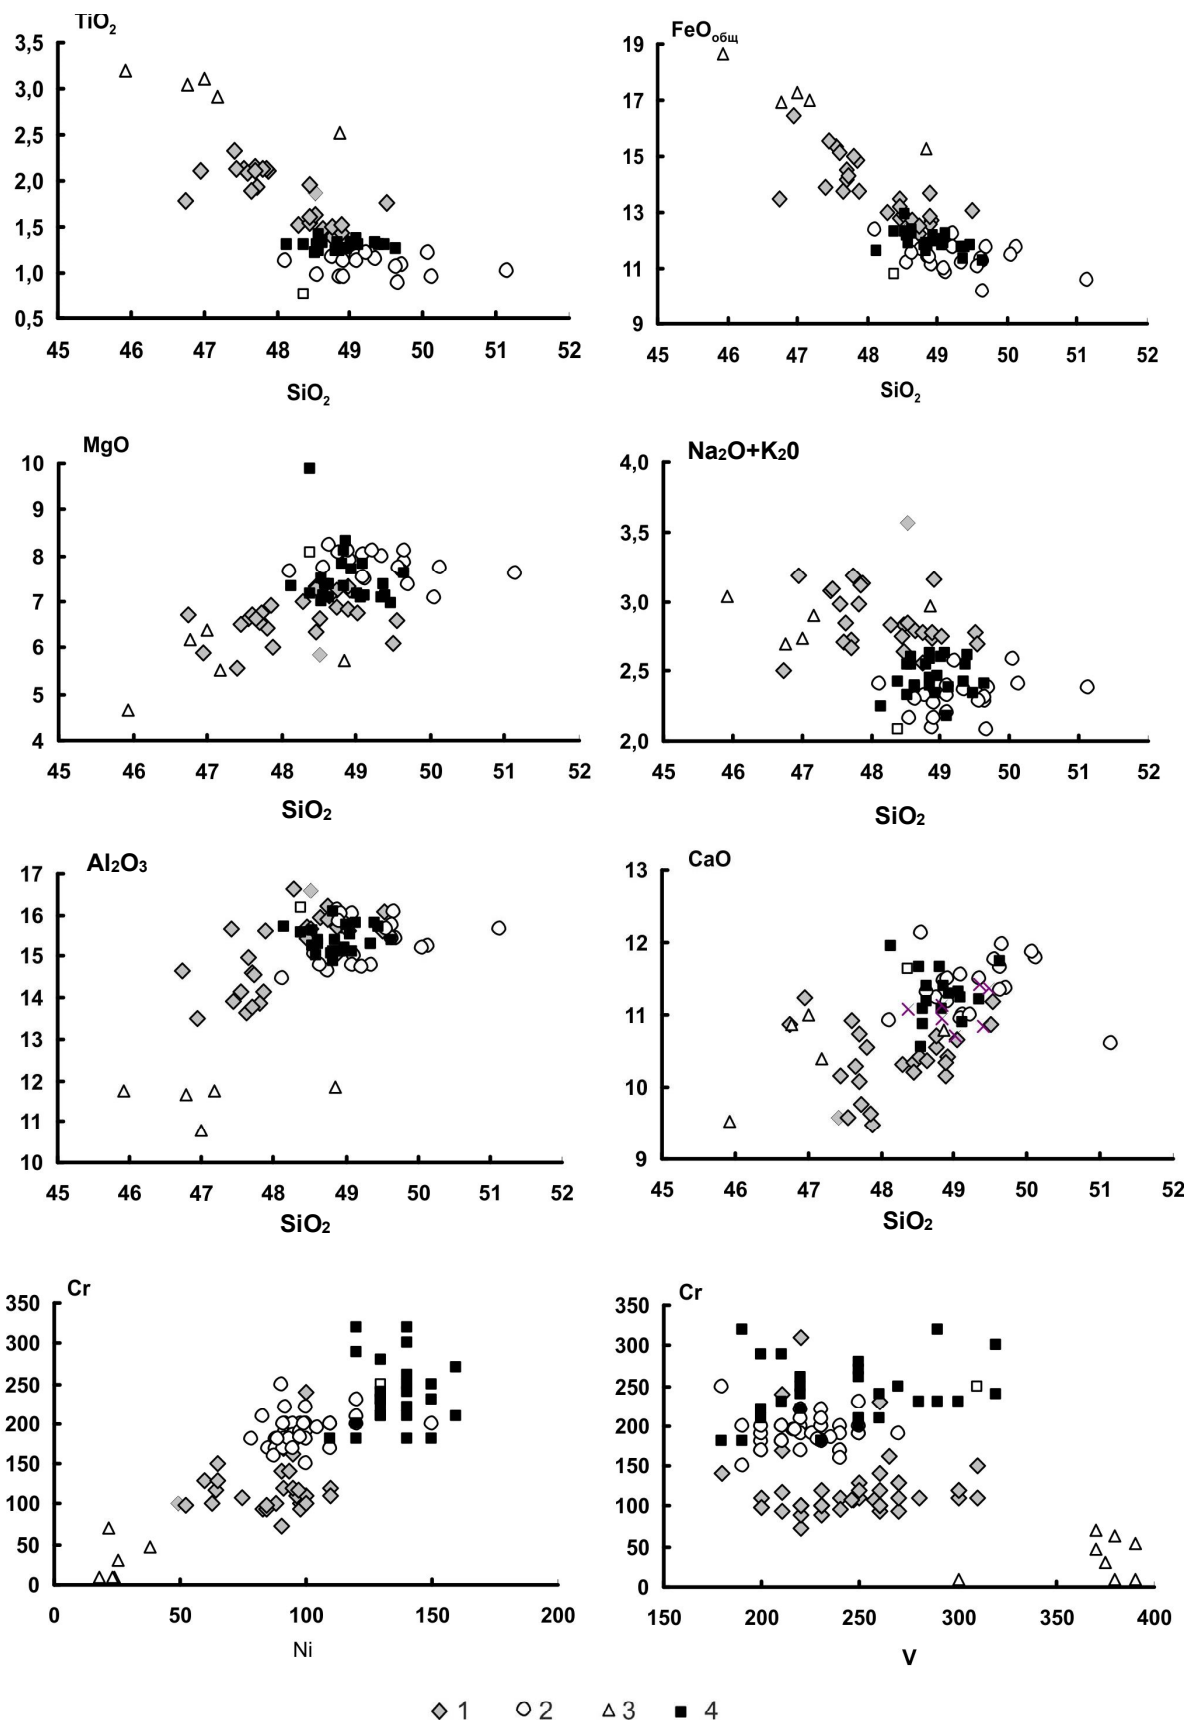 TiO2
3,5
3,0
2,5
2,0
1,5
1,0
0,5
45 46 47 48 49 50 51 52
SiO2
FeOобщ
19
17
15
13
11
9
45 46 47 48 49 50 51 52
SiO2
MgO
10
9
8
7
6
5
4
45 46 47 48 49 50 51 52
SiO2
Na2O+K20
4,0
3,5
3,0
2,5
2,0
45 46 47 48 49 50 51 52
SiO2
Al2O3
17
16
15
14
13
12
11
10
45 46 47 48 49 50 51 52
SiO2
CaO
13
12
11
10
9
45 46 47 48 49 50 51 52
SiO2
Cr
350
300
250
200
150
100
50
0
0 50 100 150 200
Ni
Cr
350
300
250
200
150
100
50
0
150 200 250 300 350 400
V
1 2 3 4